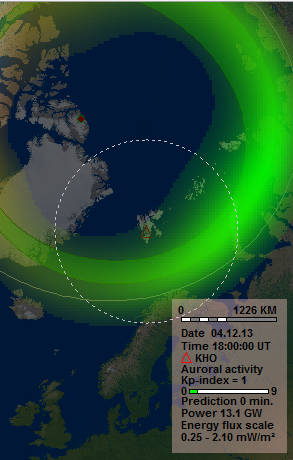 0 1226 KM
Date 04.12.13
Time 18:00:00 UT
KHO
Auroral activity
Kp-index = 1
0 9
Prediction 0 min.
Power 13.1 GW
Energy flux scale
0.25 - 2.10 mW/m²